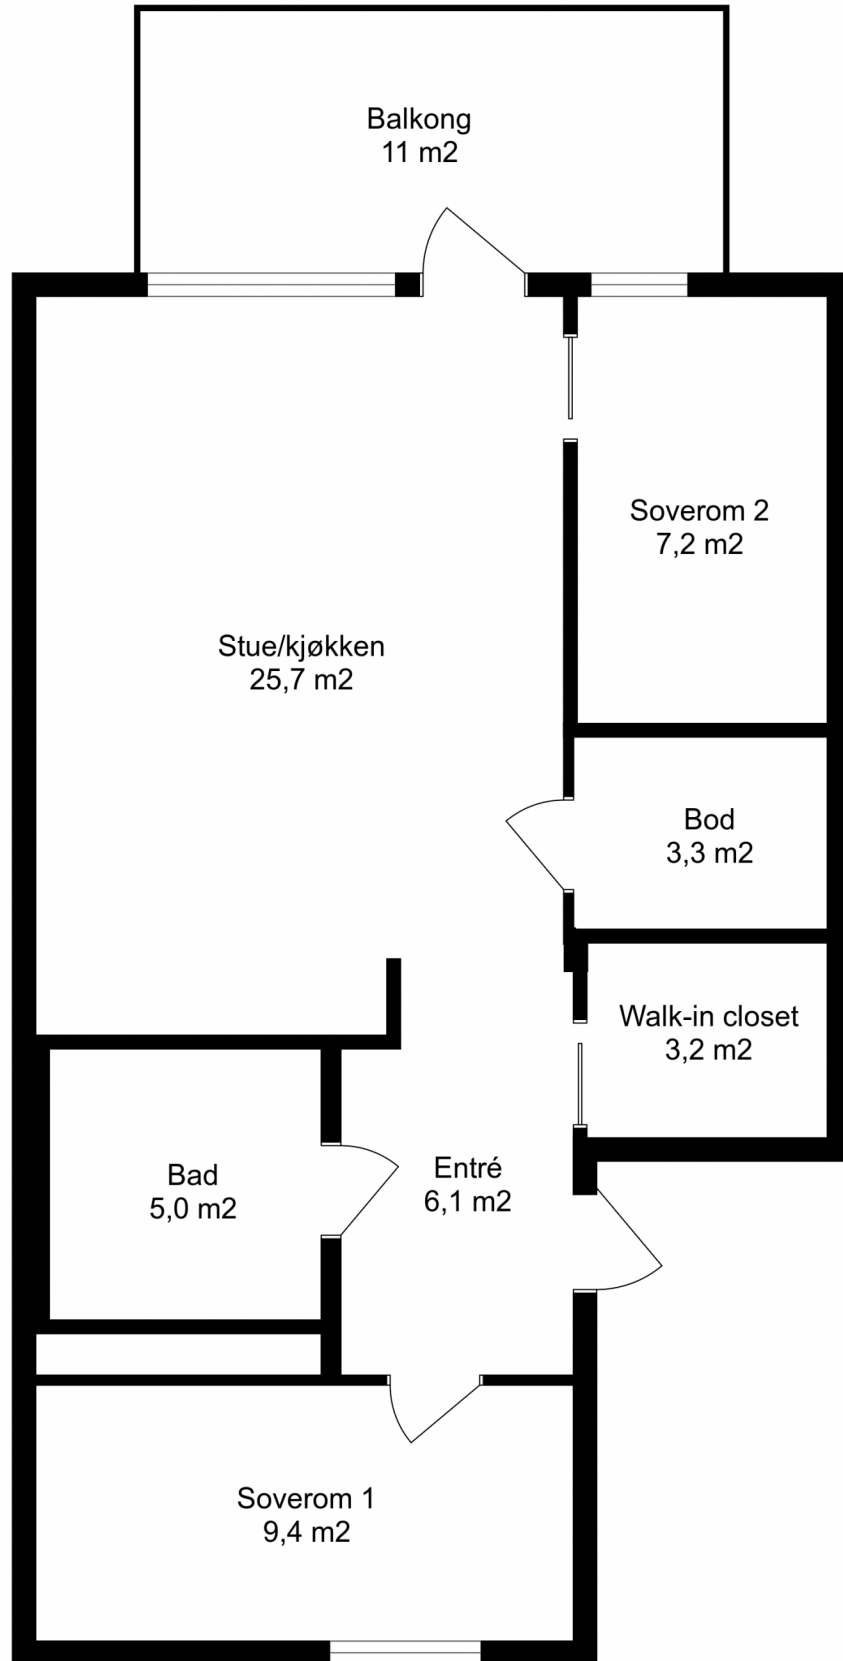 Balkong
11 m2
Soverom 2
7,2 m2
Stue/kjøkken
25,7 m2
Bod
3,3 m2
Walk-in closet
3,2 m2
Entré
6,1 m2
Bad
5,0 m2
Soverom 1
9,4 m2